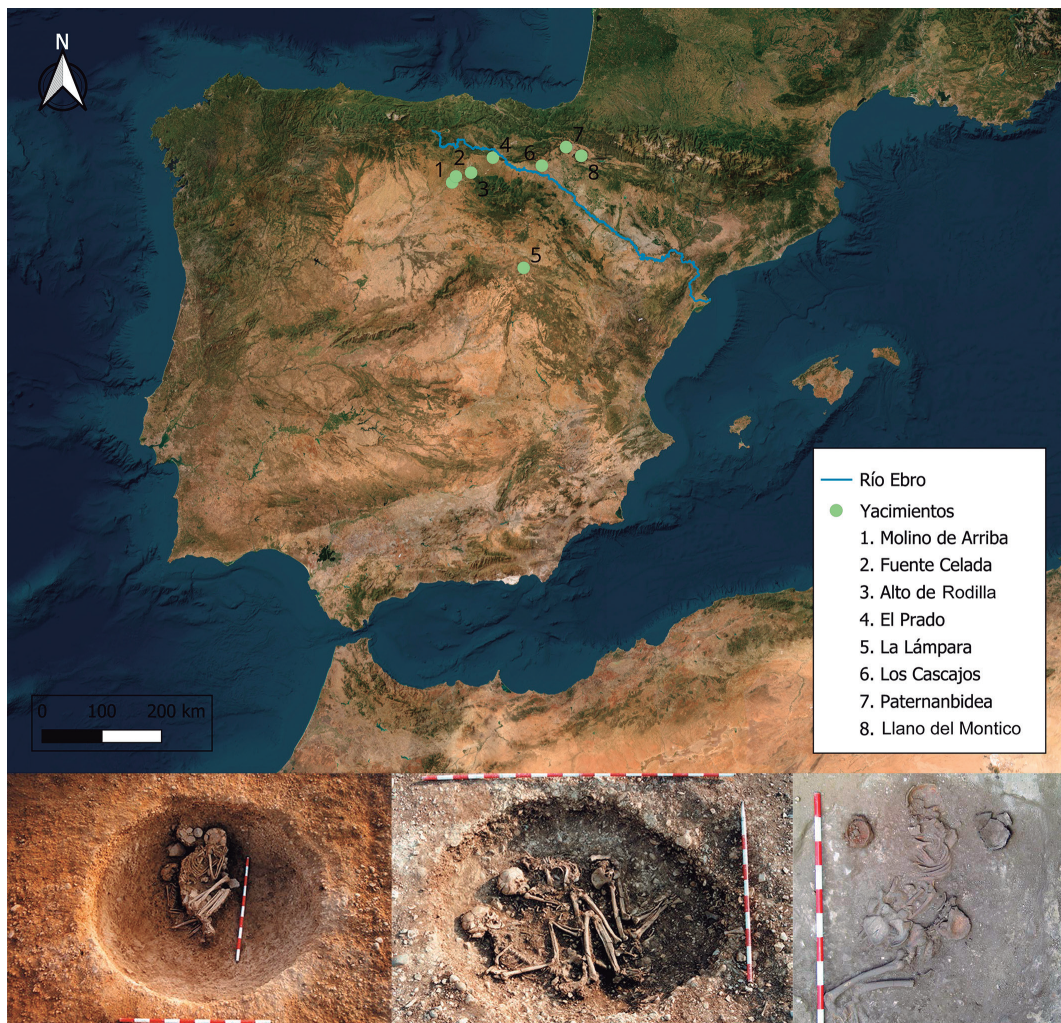 N
7
4
6
8
2
1
3
5
Río Ebro
Yacimientos
1. Molino de Arriba
2. Fuente Celada
3. Alto de Rodilla
4. El Prado
5. La Lámpara
6. Los Cascajos
7. Paternanbidea
8. Llano del Montico
0 100 200 km